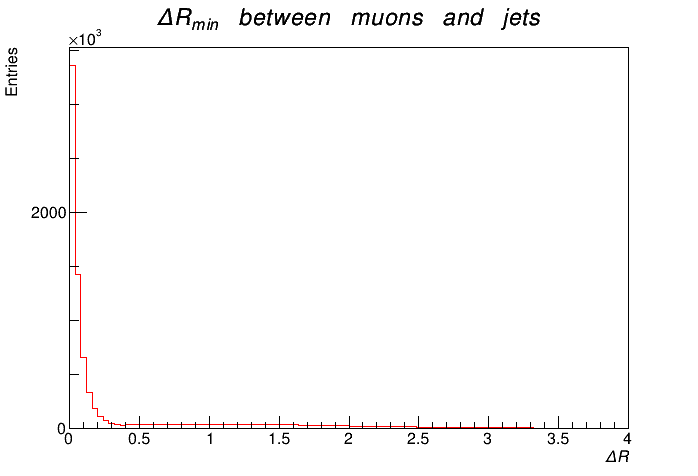 ΔRmin between muons and jets
×10³
Entries
2000
0
0 0.5 1 1.5 2 2.5 3 3.5 4
ΔR